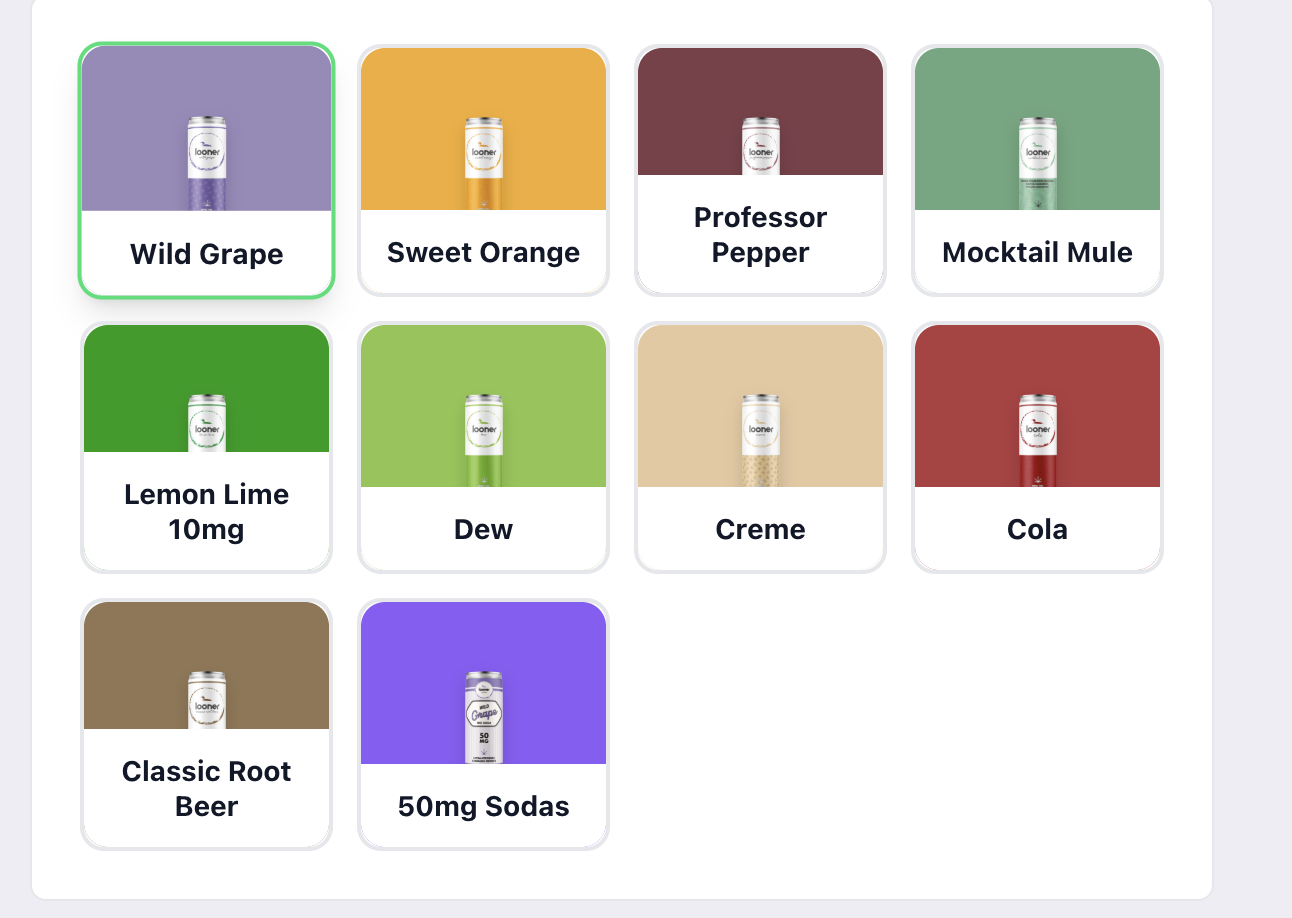 looner
looner
looner
looner
Wild Grape
Sweet Orange
Professor
Pepper
Mocktail Mule
looner
looner
looner
looner
Lemon Lime
10mg
Dew
Creme
Cola
looner
looner
WILD
Grape
50
MG
Classic Root
Beer
50mg Sodas